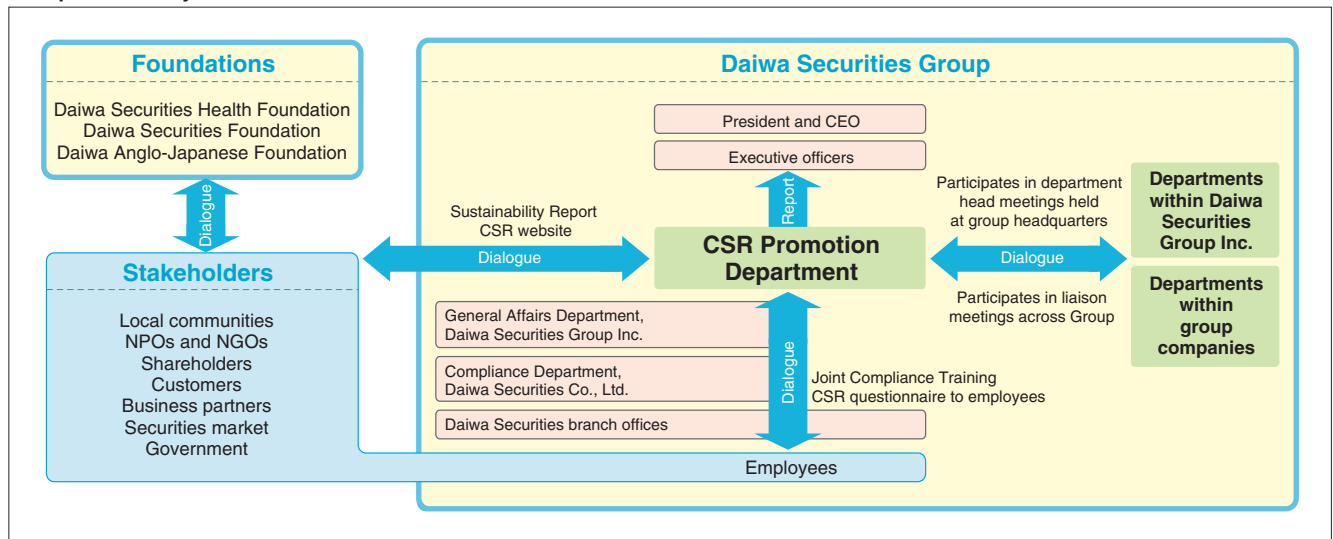 Foundations
Daiwa Securities Health Foundation
Daiwa Securities Foundation
Daiwa Anglo-Japanese Foundation
Dialogue
Stakeholders
Local communities
NPOs and NGOs
Shareholders
Customers
Business partners
Securities market
Government
Daiwa Securities Group
President and CEO
Executive officers
Report
Sustainability Report
CSR website
Dialogue
CSR Promotion
Department
Participates in department
head meetings held
at group headquarters
Dialogue
Participates in liaison
meetings across Group
Departments
within Daiwa
Securities
Group Inc.
Departments
within
group
companies
General Affairs Department,
Daiwa Securities Group Inc.
Compliance Department,
Daiwa Securities Co., Ltd.
Daiwa Securities branch offices
Dialogue
Joint Compliance Training
CSR questionnaire to employees
Employees